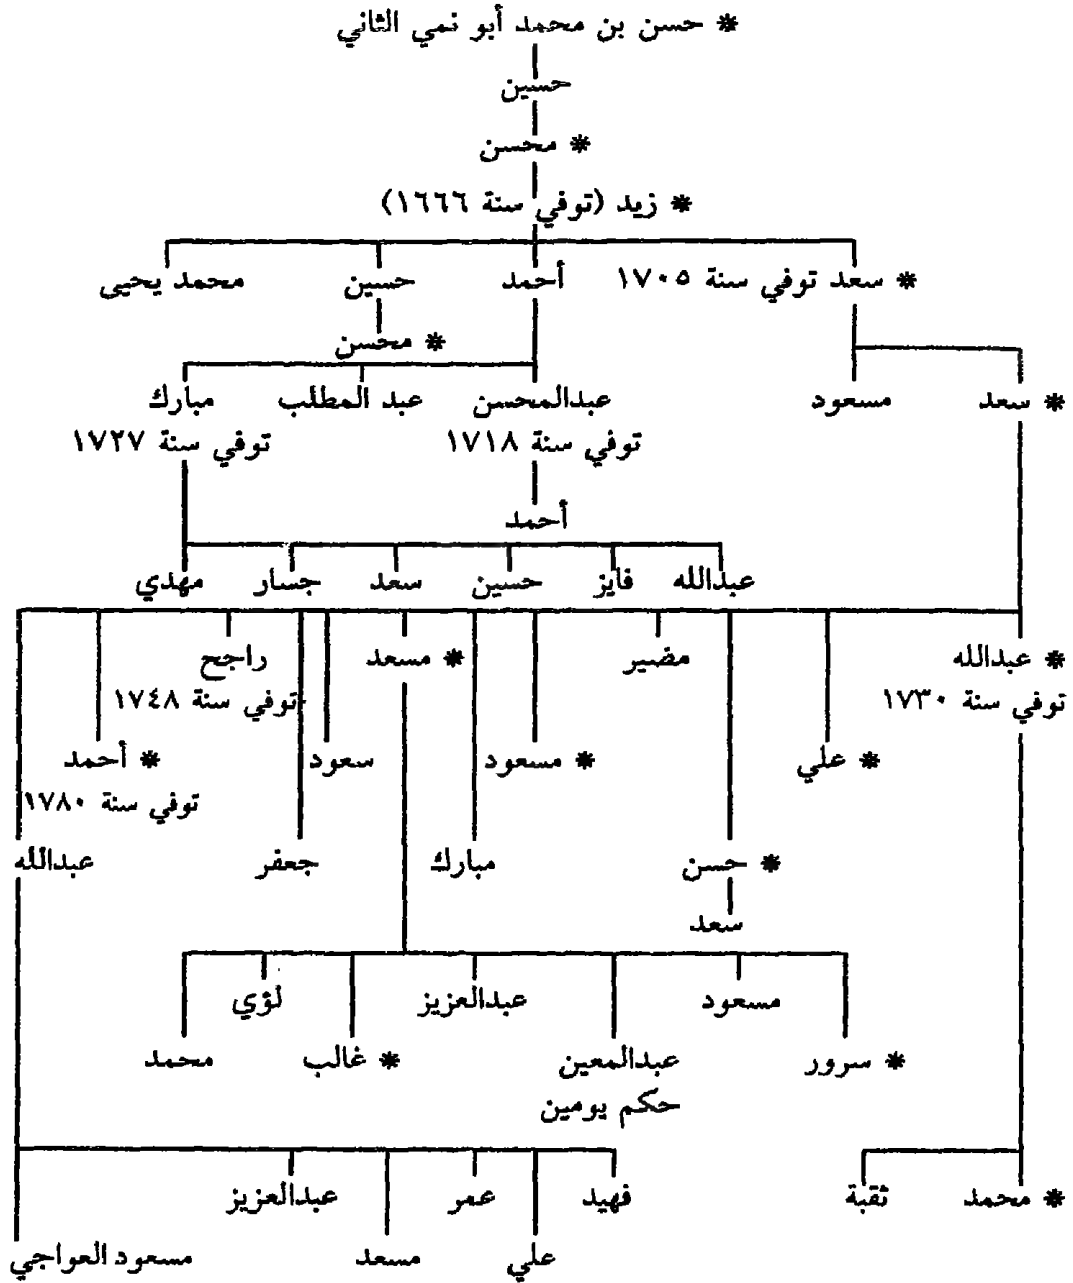 * حسن بن محمد أبو نمي الثاني
حسين
* محسن
* زيد (توفي سنة ١٦٦٦)
* سعد توفي سنة ١٧٠٥ أحمد حسين محمد يحيى
* محسن
* سعد مسعود عبدالمحسن عبد المطلب مبارك
توفي سنة ١٧١٨ توفي سنة ١٧٢٧
أحمد
عبدالله فايز حسين سعد جسار مهدي
* عبدالله مضير * مسعد راجح
توفي سنة ١٧٣٠ توفي سنة ١٧٤٨
* علي * مسعود سعود * أحمد
توفي سنة ١٧٨٠
* حسن مبارك جعفر عبدالله
سعد
مسعود عبدالعزيز لؤي
* سرور عبدالمعين * غالب محمد
حكم يومين
* محمد ثقبة فهيد عمر عبدالعزيز
علي مسعد مسعود العواجي